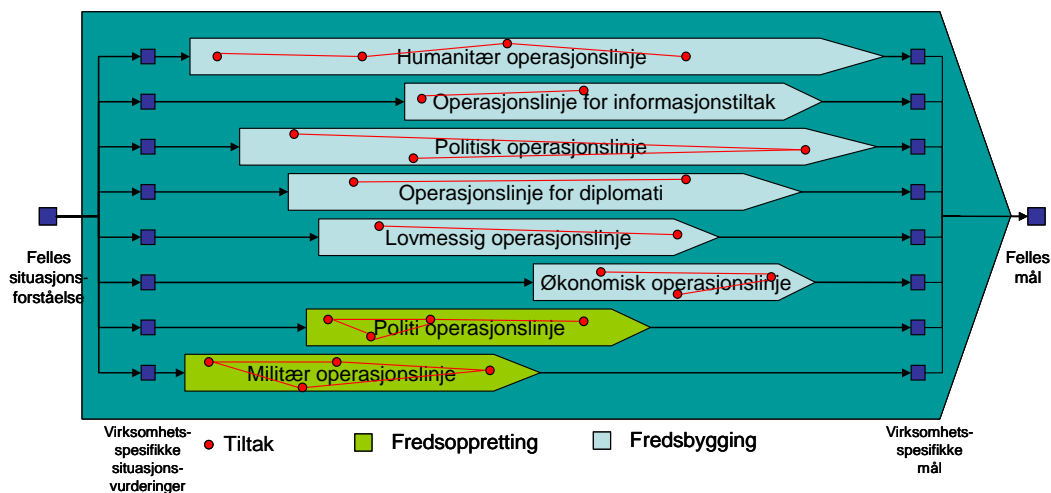 Humanitær operasjonslinje
Operasjonslinje for informasjonstiltak
Politisk operasjonslinje
Operasjonslinje for diplomati
Lovmessig operasjonslinje
Økonomisk operasjonslinje
Politi operasjonslinje
Militær operasjonslinje
Felles
situasjons-
forståelse
Felles
mål
Virksomhets-
spesifikke
situasjons-
vurderinger
Tiltak
Fredsoppretting
Fredsbygging
Virksomhets-
spesifikke
mål